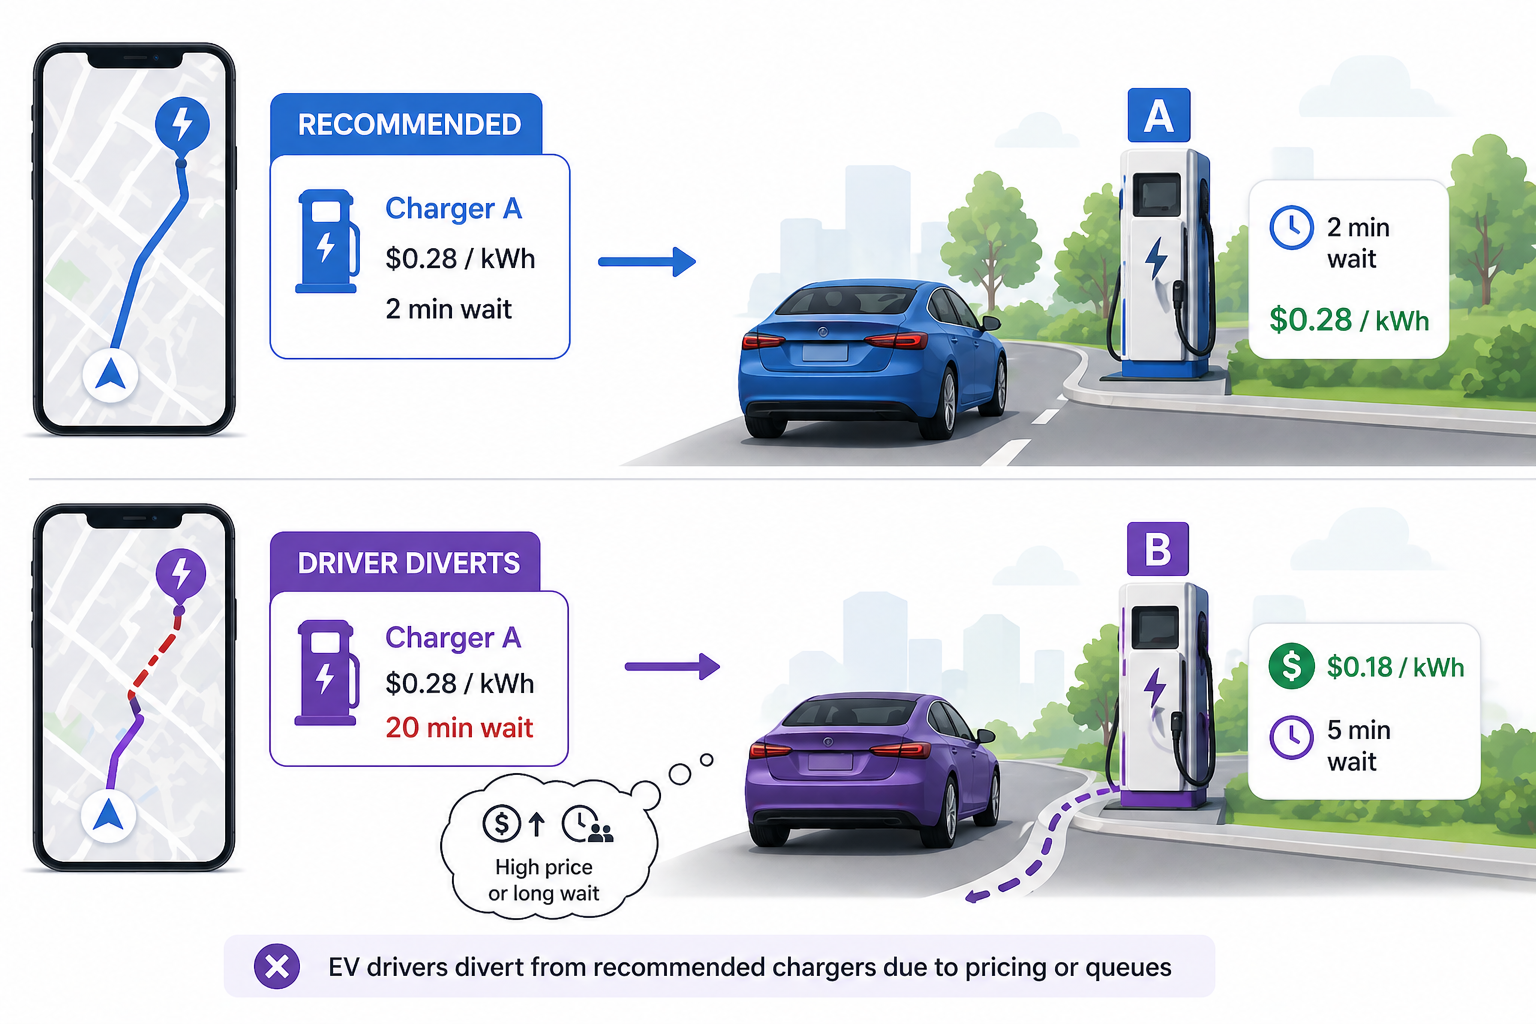 RECOMMENDED
Charger A
$0.28 / kWh
2 min wait
A
2 min
wait
$0.28 / kWh
DRIVER DIVERTS
Charger A
$0.28 / kWh
20 min wait
$
High price
or long wait
B
$
$0.18 / kWh
5 min
wait
EV drivers divert from recommended chargers due to pricing or queues